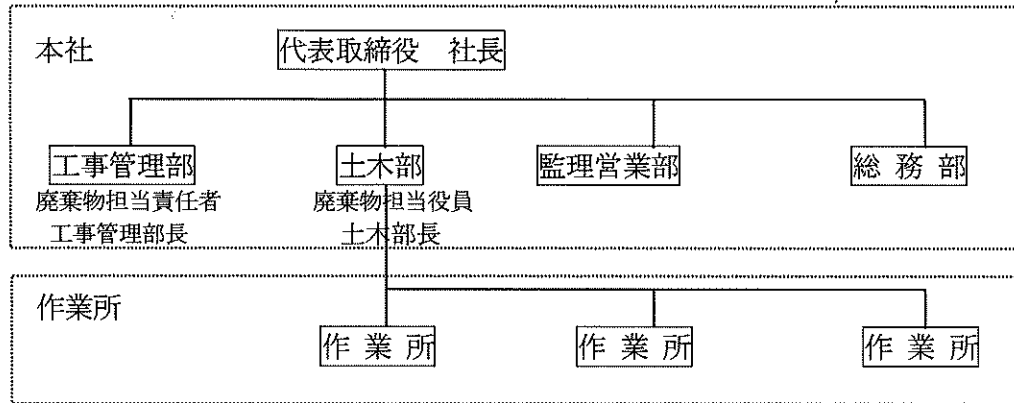 本社
代表取締役　社長
工事管理部
土木部
監理営業部
総務部
廃棄物担当責任者
廃棄物担当役員
工事管理部長
土木部長
作業所
作業所
作業所
作業所